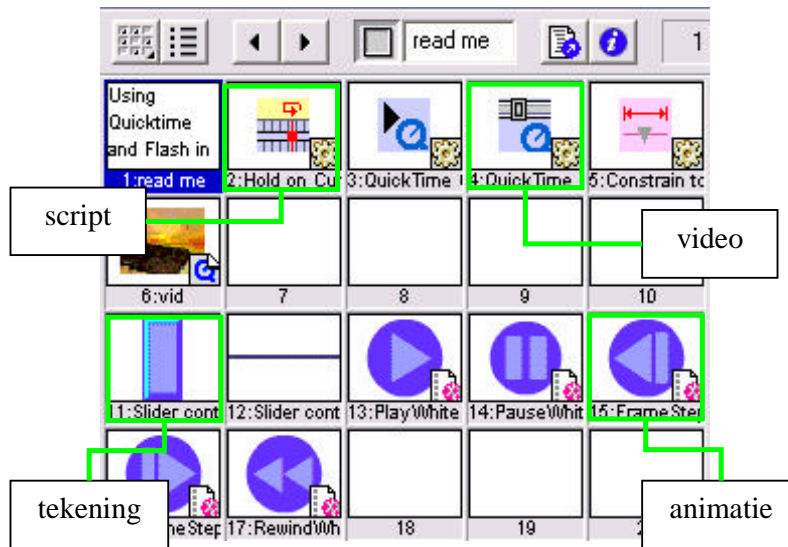 read me
1
Using
Quicktime
and Flash in
1:read me
2:Hold on Cur
3:QuickTime
4:QuickTime
5:Constrain to
script
video
6:vid
7
8
9
10
11:Slider cont
12:Slider cont
13:PlayWhite
14:PauseWhit
15:FrameStep
tekening
animatie
neStep
17:RewindWh
18
19